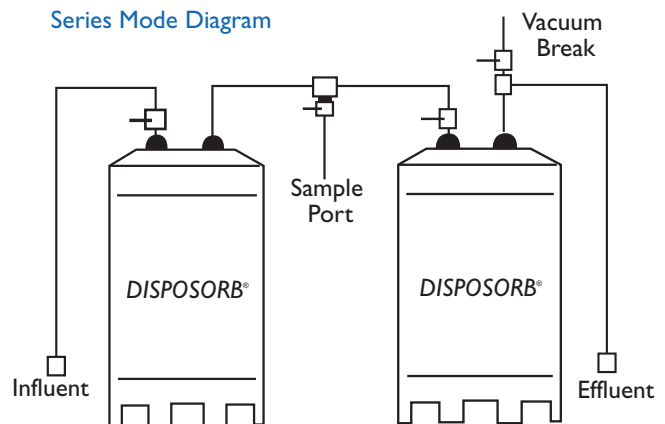 Series Mode Diagram
Vacuum
Break
Sample
Port
DISPOSORB®
DISPOSORB®
Influent
Effluent